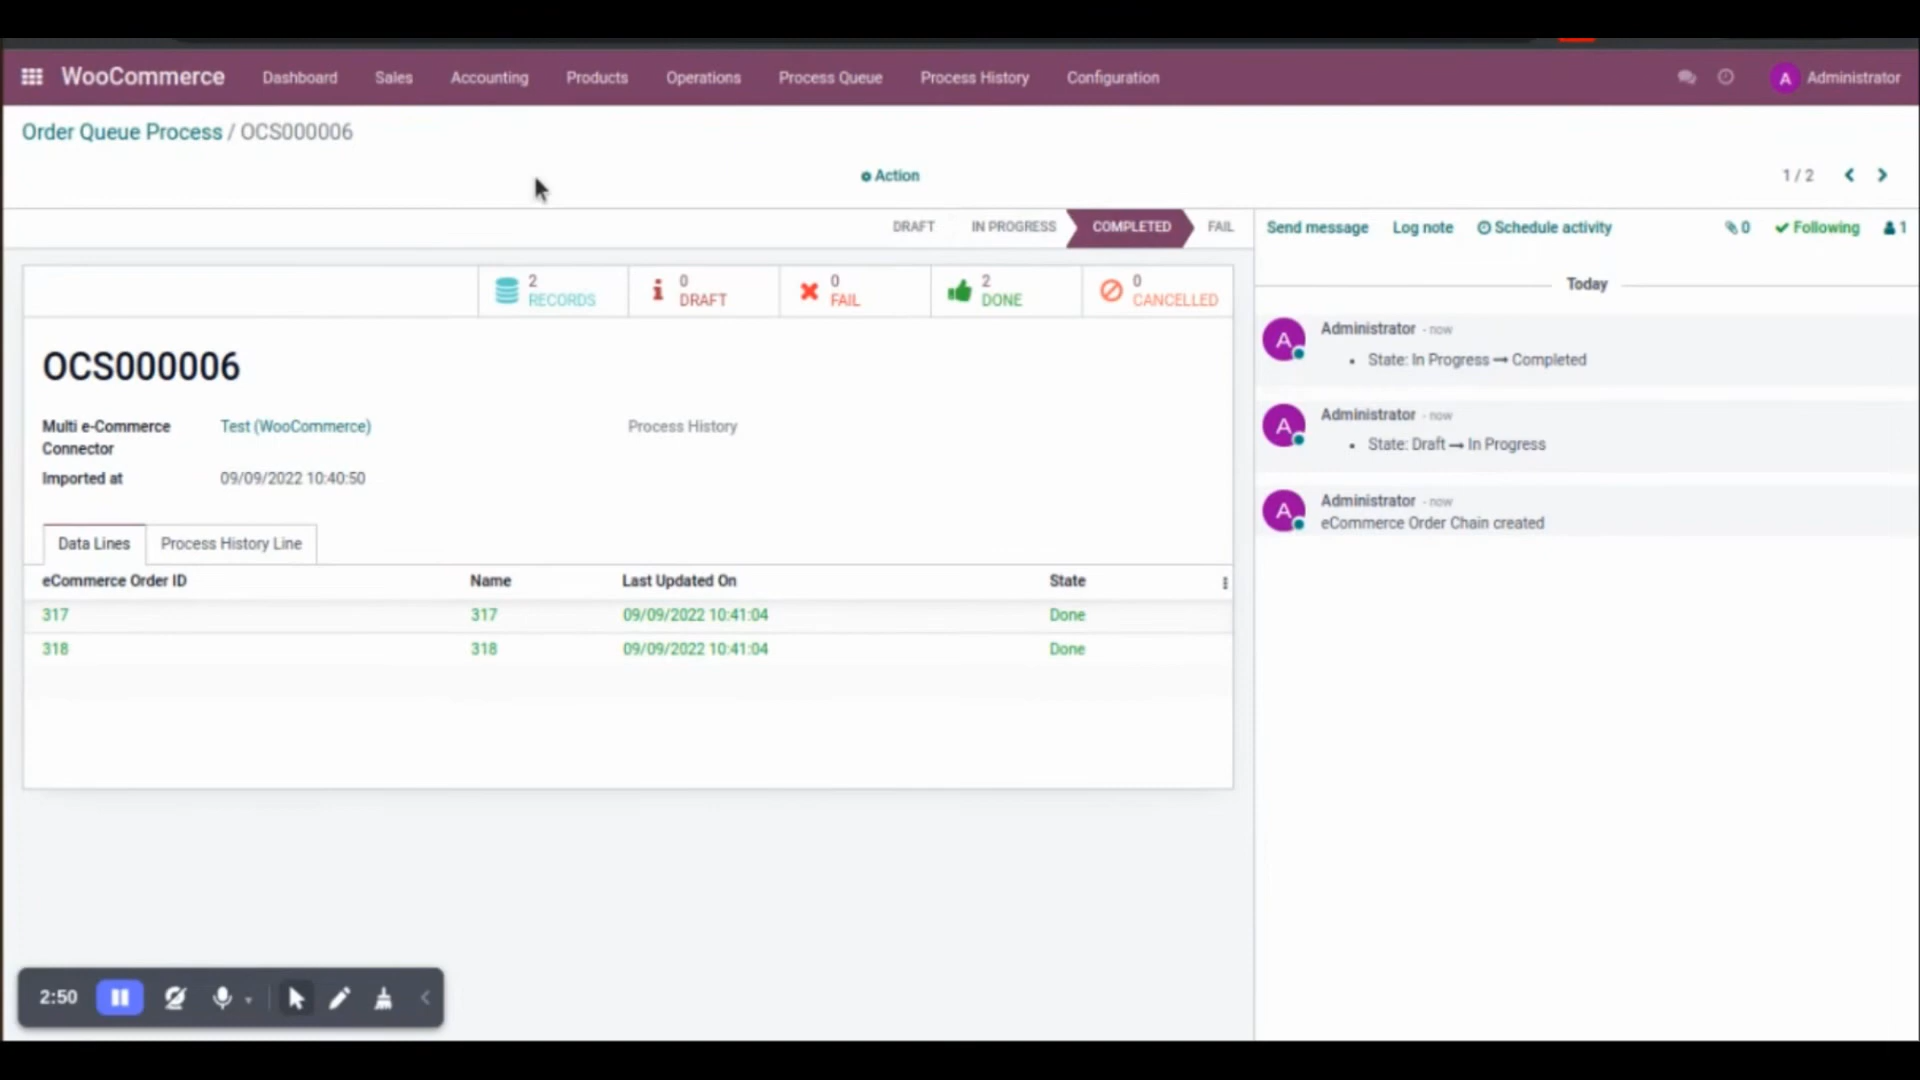 WooCommerce Dashboard Sales Accounting Products Operations Process Queue Process History Configuration A Administrator
Order Queue Process / OCS000006
Action 1 / 2
DRAFT IN PROGRESS COMPLETED FAIL Send message Log note Schedule activity 0 Following 1
2 RECORDS 0 DRAFT 0 FAIL 2 DONE 0 CANCELLED
Today
OCS000006
Multi e-Commerce Connector Test (WooCommerce) Process History
Imported at 09/09/2022 10:40:50
Data Lines Process History Line
eCommerce Order ID Name Last Updated On State
317 317 09/09/2022 10:41:04 Done
318 318 09/09/2022 10:41:04 Done
A Administrator - now
• State: In Progress → Completed
A Administrator - now
• State: Draft → In Progress
A Administrator - now
eCommerce Order Chain created
2:50